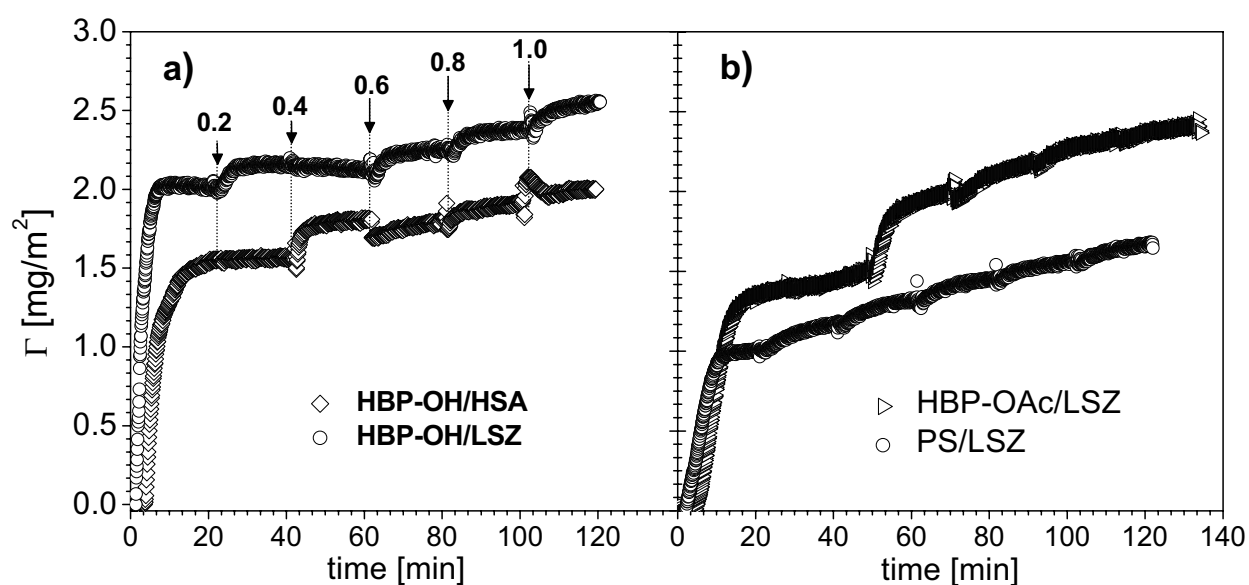 a)
b)
0.2
0.4
0.6
0.8
1.0
3.0
2.5
2.0
1.5
1.0
0.5
0.0
Γ [mg/m²]
HBP-OH/HSA
HBP-OH/LSZ
HBP-OAc/LSZ
PS/LSZ
0 20 40 60 80 100 120
0 20 40 60 80 100 120 140
time [min]
time [min]